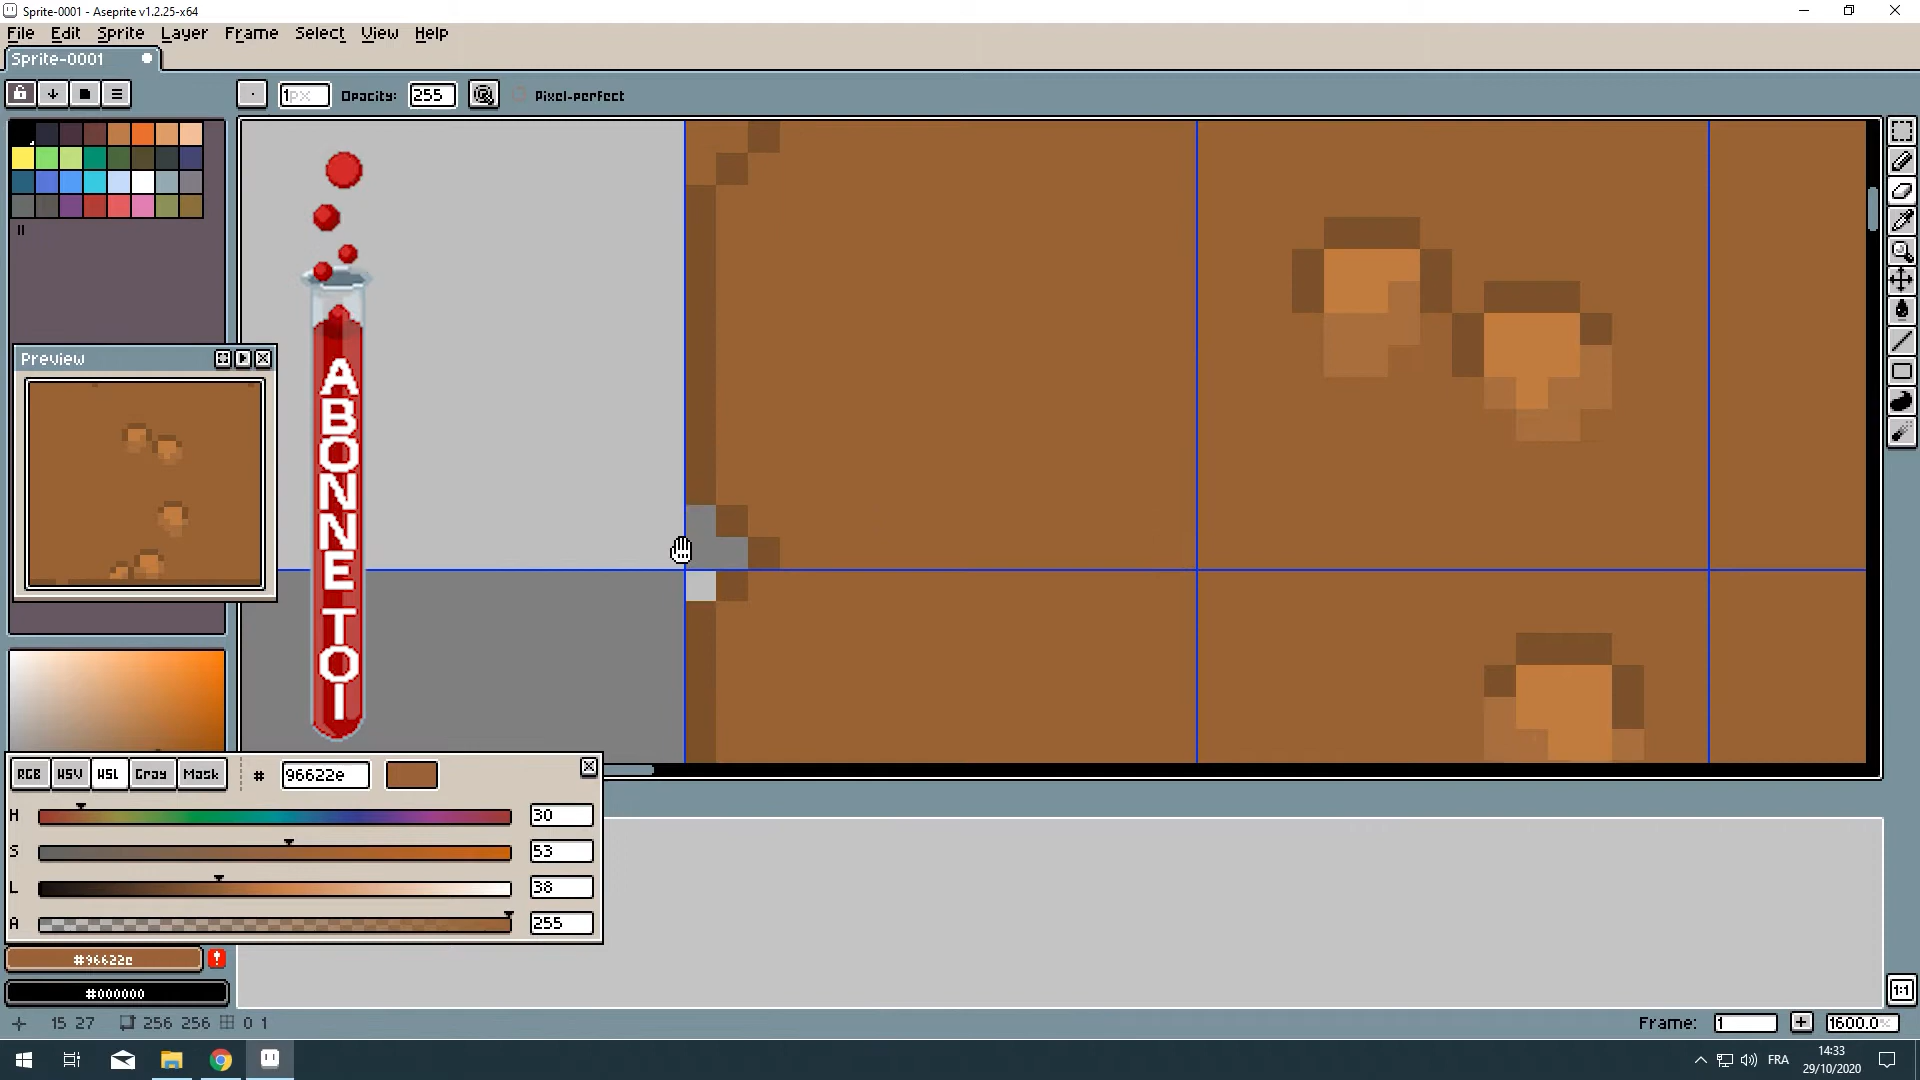 Sprite-0001 - Aseprite v1.2.25-x64
File Edit Sprite Layer Frame Select View Help
Sprite-0001
1px Opacity: 255 Pixel-perfect
Preview
ABONNE TOI
RGB HSV HSL Gray Mask # 96622e
H 30
S 53
L 38
A 255
#96622e
#000000
15 27 256 256 0 1
Frame: 1 1600.0%
1:1
FRA
14:33
29/10/2020